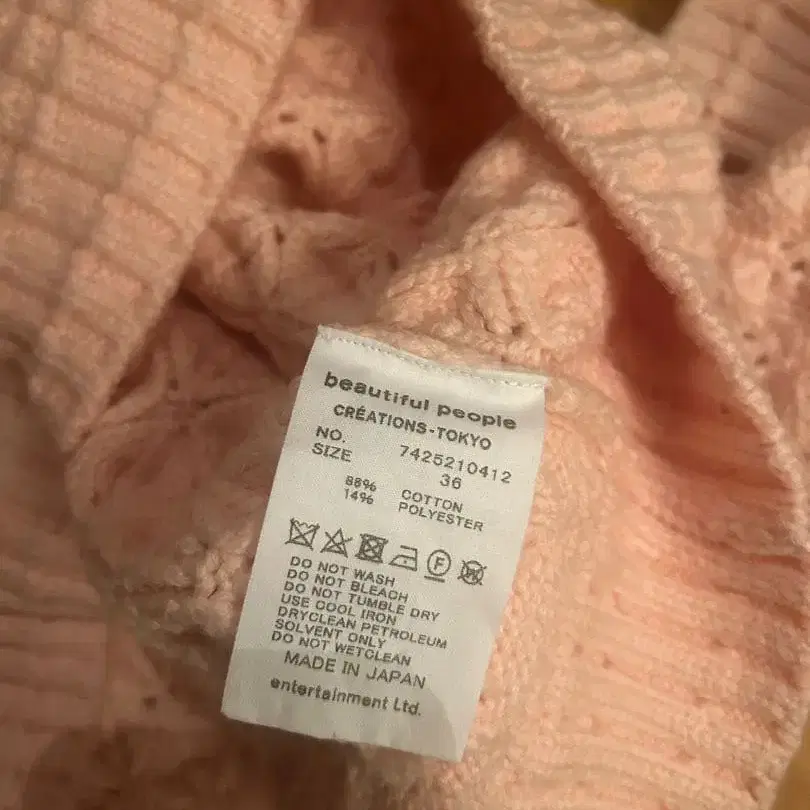 beautiful people
CRÉATIONS-TOKYO
NO. 7425210412
SIZE 36
88% COTTON
14% POLYESTER
F
W
DO NOT WASH
DO NOT BLEACH
DO NOT TUMBLE DRY
USE COOL IRON
DRYCLEAN PETROLEUM
SOLVENT ONLY
DO NOT WETCLEAN
MADE IN JAPAN
entertainment Ltd.